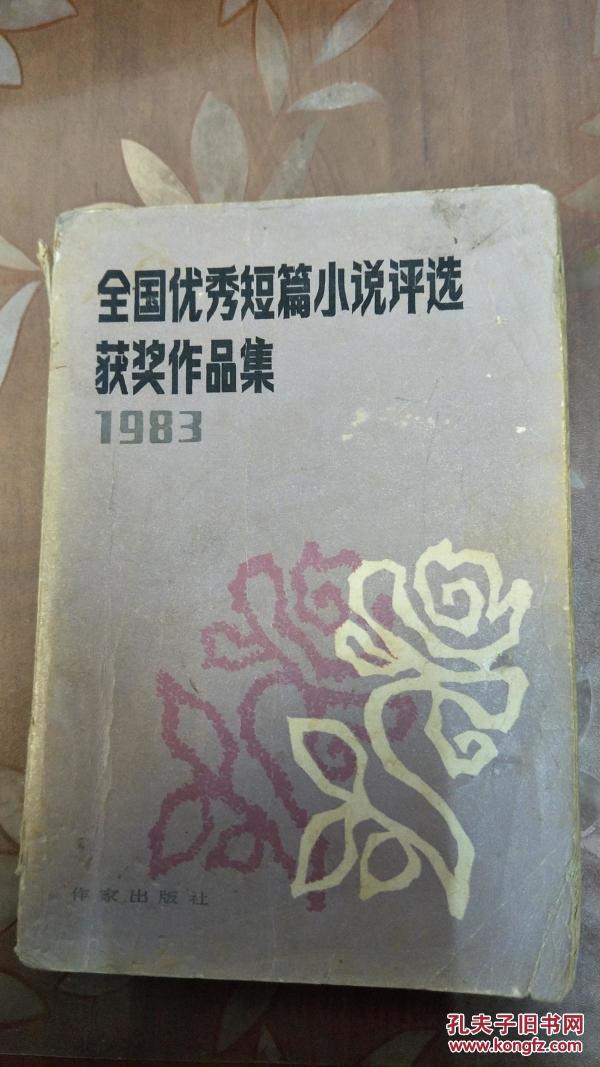 全国优秀短篇小说评选
获奖作品集
1983
作家出版社
孔夫子旧书网
www.kongfz.com